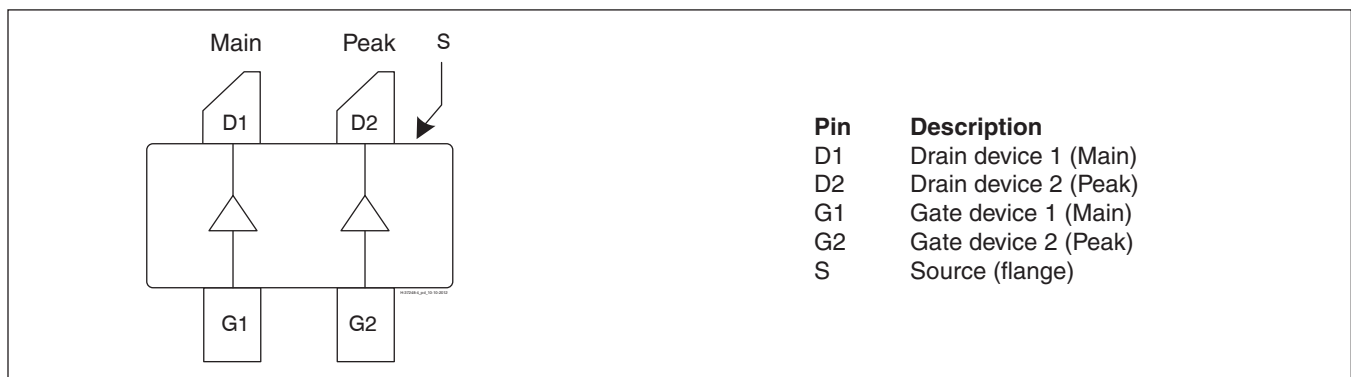 Main Peak S
D1 D2
G1 G2
Pin Description
D1 Drain device 1 (Main)
D2 Drain device 2 (Peak)
G1 Gate device 1 (Main)
G2 Gate device 2 (Peak)
S Source (flange)